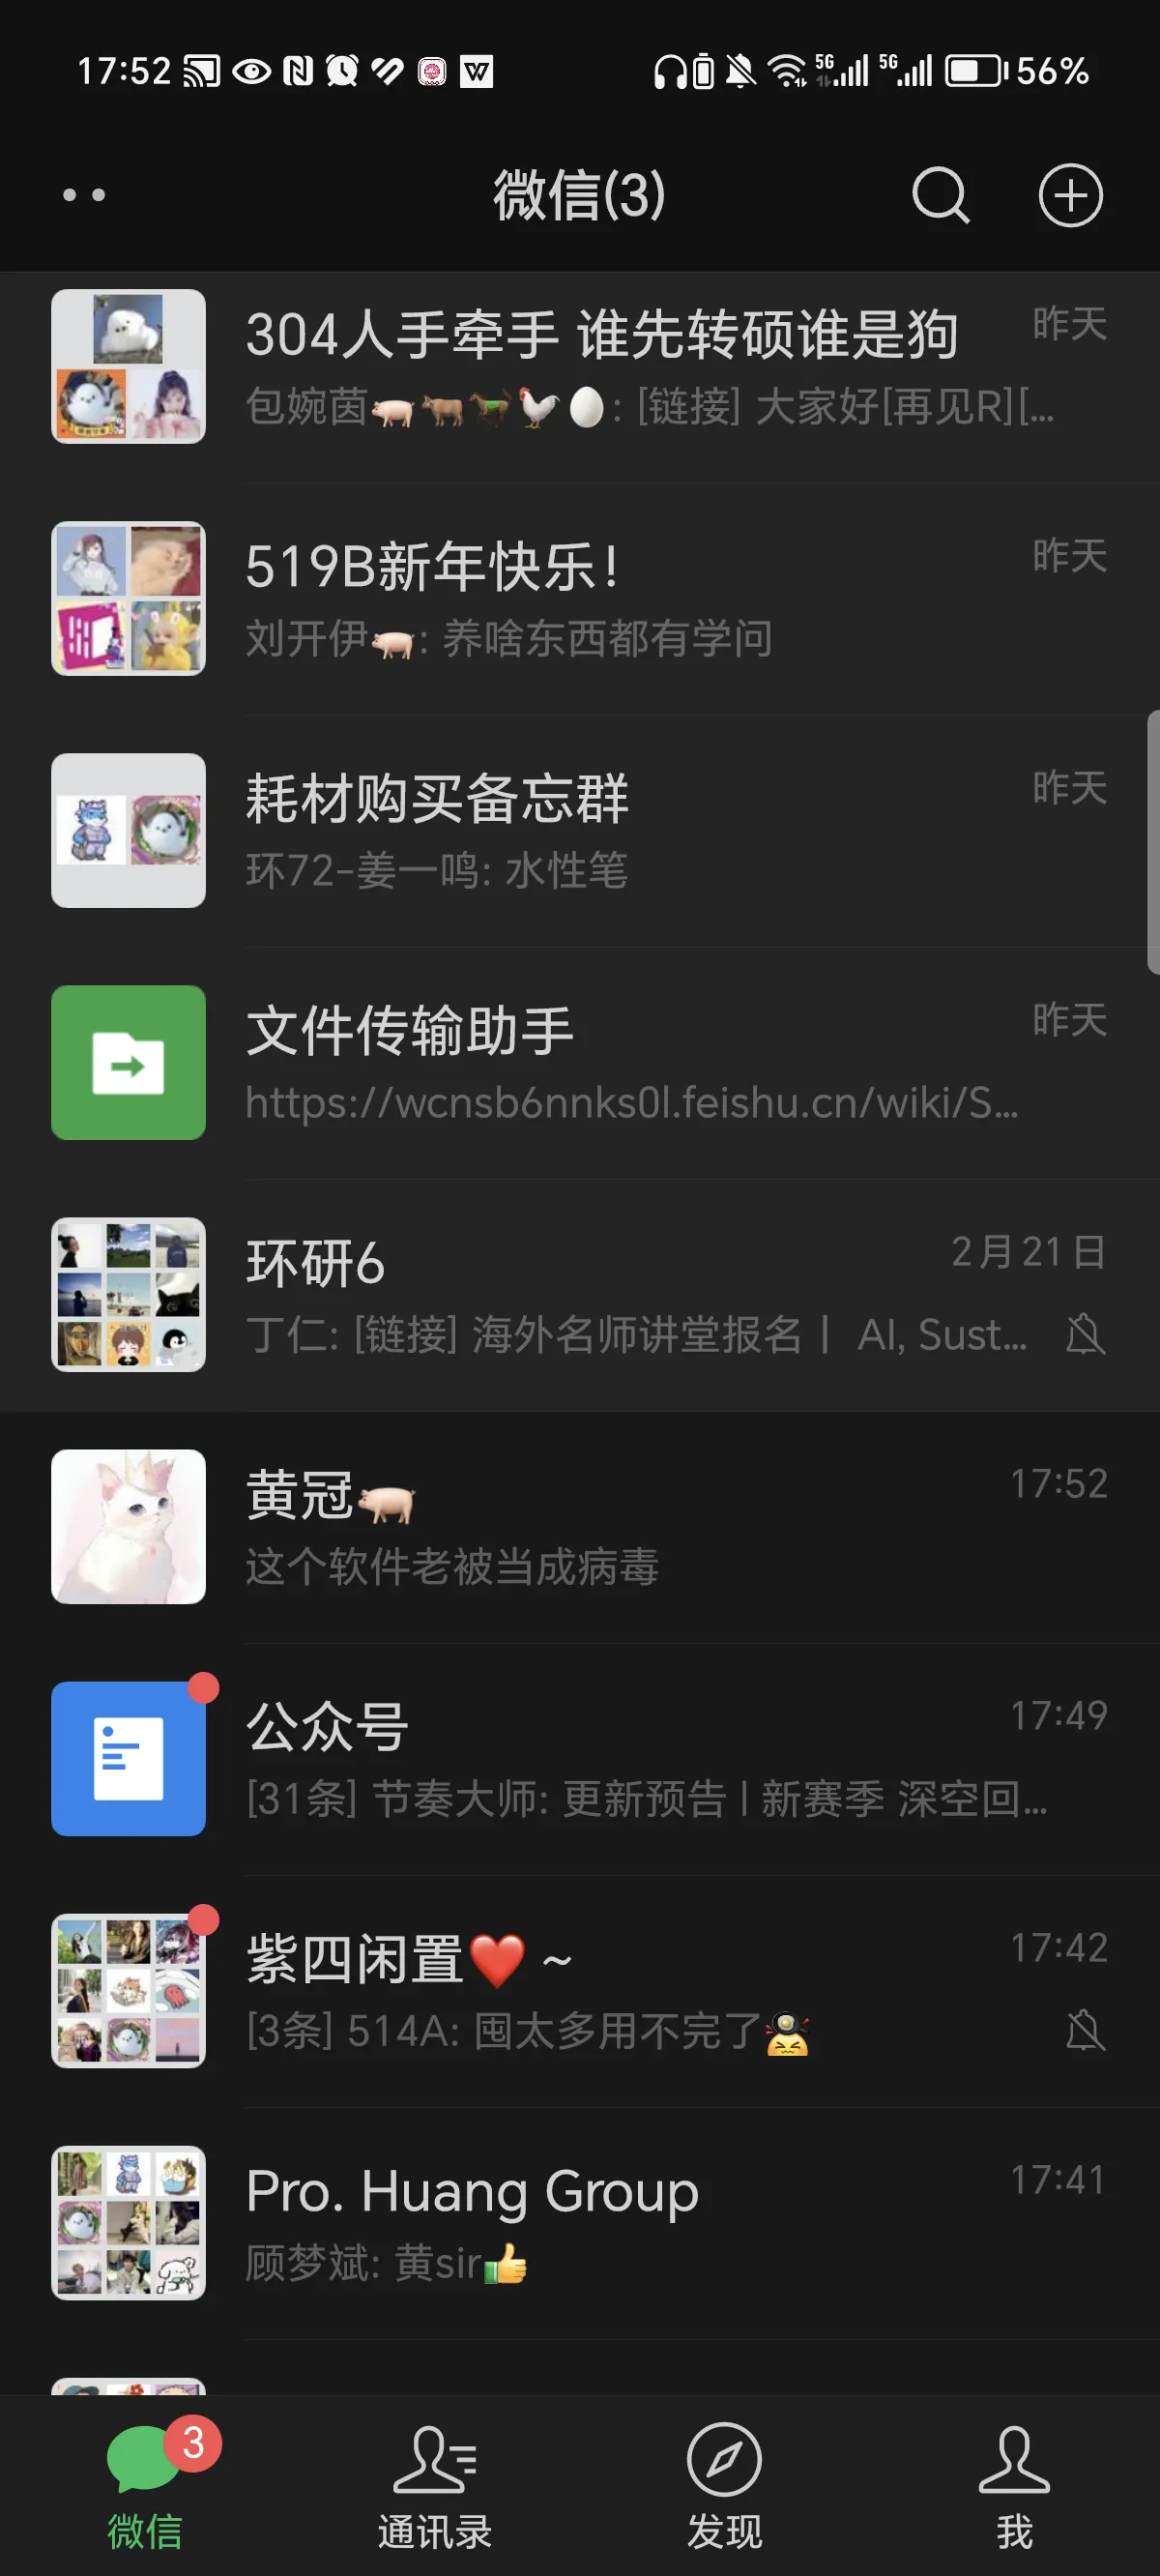 17:52 5G 5G 56%
微信(3)
304人手牵手 谁先转硕谁是狗 昨天
包婉茵🐖🐂🐎🐓🥚: [链接] 大家好[再见R][...
519B新年快乐! 昨天
刘开伊🐖: 养啥东西都有学问
耗材购买备忘群 昨天
环72-姜一鸣: 水性笔
文件传输助手 昨天
https://wcnsb6nnks0l.feishu.cn/wiki/S...
环研6 2月21日
丁仁: [链接] 海外名师讲堂报名丨 AI, Sust...
黄冠🐖 17:52
这个软件老被当成病毒
公众号 17:49
[31条] 节奏大师: 更新预告 | 新赛季 深空回...
紫四闲置❤️ ~ 17:42
[3条] 514A: 囤太多用不完了
Pro. Huang Group 17:41
顾梦斌: 黄sir👍
3
微信 通讯录 发现 我